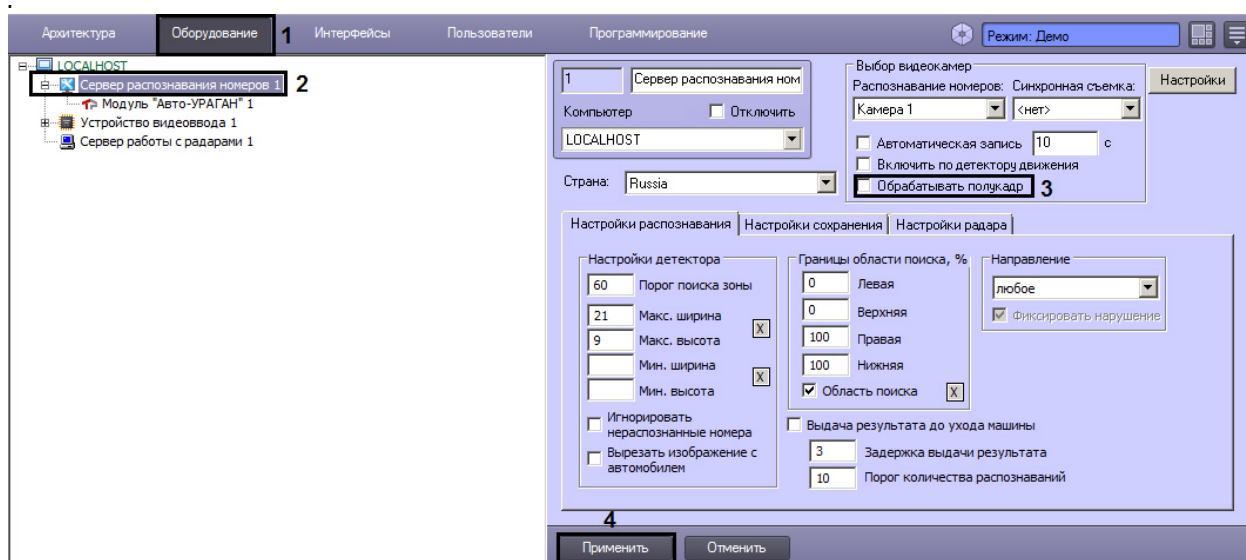 .
Архитектура Оборудование 1 Интерфейсы Пользователи Программирование Режим: Демо
LOCALHOST
Сервер распознавания номеров 1 2
Модуль "Авто-УРАГАН" 1
Устройство видеоввода 1
Сервер работы с радарами 1
1 Сервер распознавания ном
Компьютер Отключить
LOCALHOST
Страна: Russia
Выбор видеокамер
Распознавание номеров: Синхронная съемка:
Камера 1 <нет>
Автоматическая запись 10 с
Включить по детектору движения
Обрабатывать полукадр 3
Настройки
Настройки распознавания Настройки сохранения Настройки радара
Настройки детектора
60 Порог поиска зоны
21 Макс. ширина
9 Макс. высота
X
Мин. ширина
Мин. высота
X
Игнорировать
нераспознанные номера
Вырезать изображение с
автомобилем
Границы области поиска, %
0 Левая
0 Верхняя
100 Правая
100 Нижняя
Область поиска X
Направление
любое
Фиксировать нарушение
Выдача результата до ухода машины
3 Задержка выдачи результата
10 Порог количества распознаваний
4
Применить Отменить